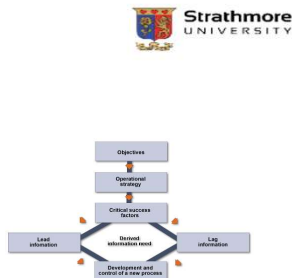 Strathmore
UNIVERSITY
Objectives
Operational
strategy
Critical success
factors
Lead
infomation
Derived
information need
Lag
information
Development and
control of a new process